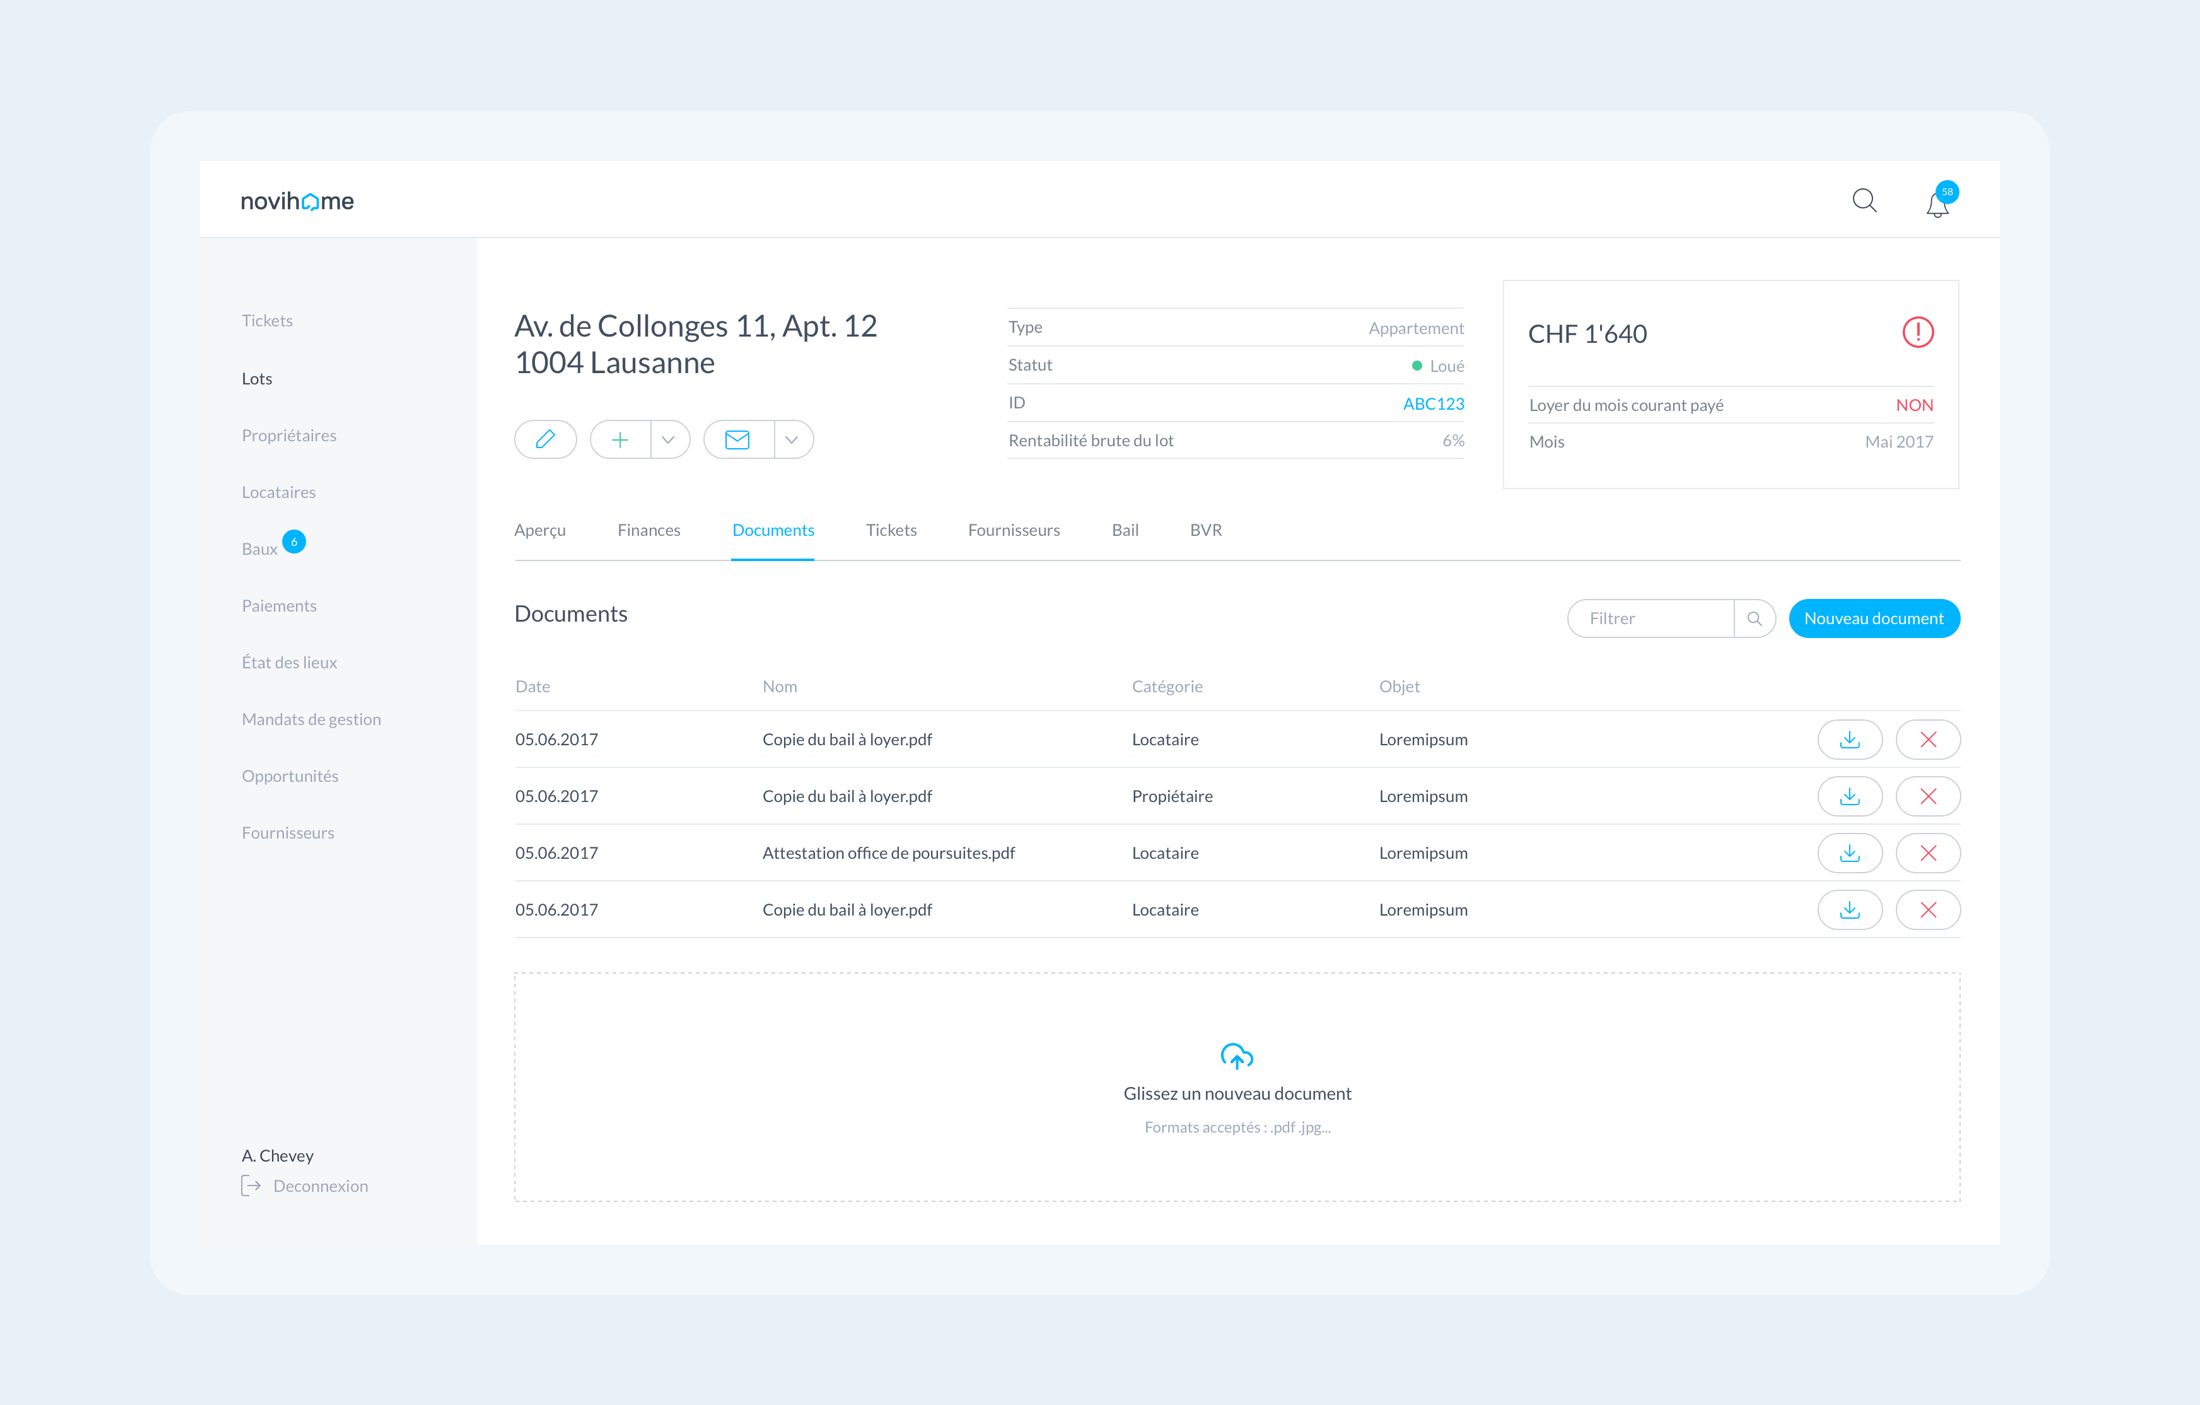 novihome
58
Tickets
Lots
Propriétaires
Locataires
Baux 6
Paiements
État des lieux
Mandats de gestion
Opportunités
Fournisseurs
A. Chevey
Deconnexion
Av. de Collonges 11, Apt. 12
1004 Lausanne
Type Appartement
Statut Loué
ID ABC123
Rentabilité brute du lot 6%
CHF 1'640
Loyer du mois courant payé NON
Mois Mai 2017
Aperçu Finances Documents Tickets Fournisseurs Bail BVR
Documents
Filtrer
Nouveau document
Date Nom Catégorie Objet
05.06.2017 Copie du bail à loyer.pdf Locataire Loremipsum
05.06.2017 Copie du bail à loyer.pdf Propiétaire Loremipsum
05.06.2017 Attestation office de poursuites.pdf Locataire Loremipsum
05.06.2017 Copie du bail à loyer.pdf Locataire Loremipsum
Glissez un nouveau document
Formats acceptés : .pdf .jpg...